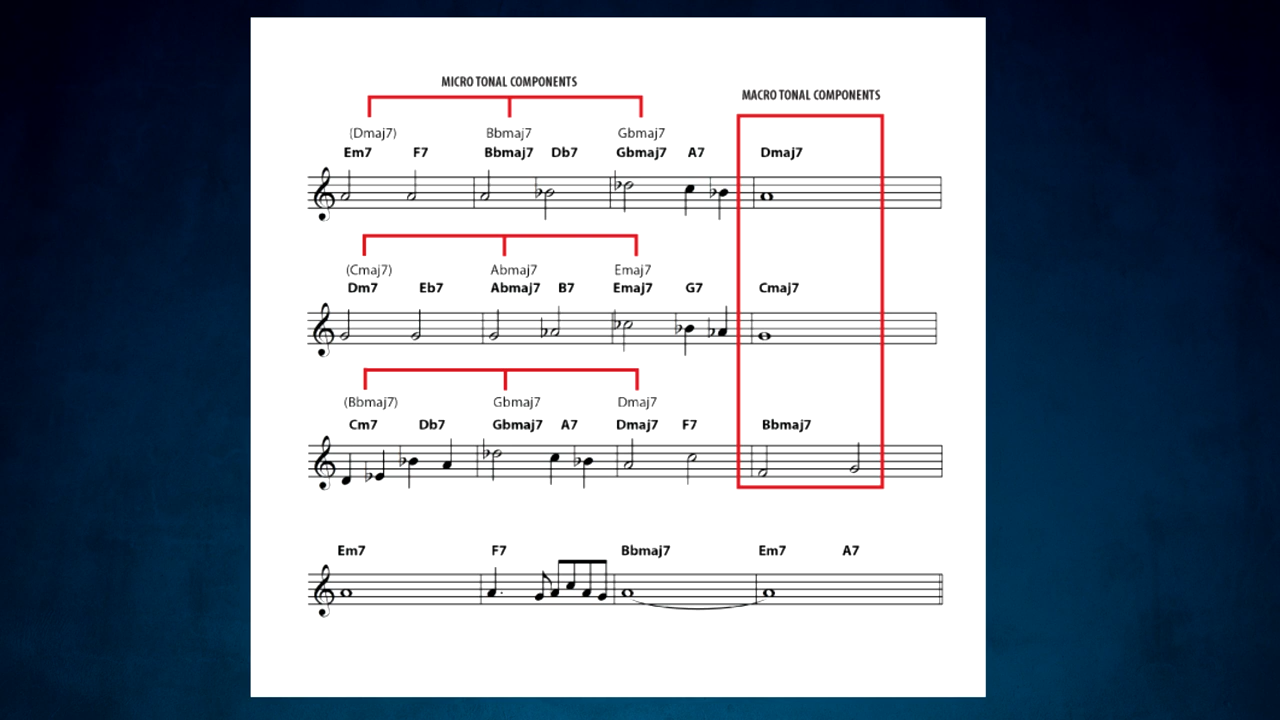 MICRO TONAL COMPONENTS
MACRO TONAL COMPONENTS
(Dmaj7) Bbmaj7 Gbmaj7
Em7 F7 Bbmaj7 Db7 Gbmaj7 A7 Dmaj7
(Cmaj7) Abmaj7 Emaj7
Dm7 Eb7 Abmaj7 B7 Emaj7 G7 Cmaj7
(Bbmaj7) Gbmaj7 Dmaj7
Cm7 Db7 Gbmaj7 A7 Dmaj7 F7 Bbmaj7
Em7 F7 Bbmaj7 Em7 A7